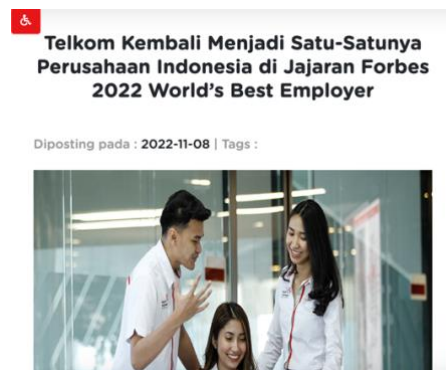 Telkom Kembali Menjadi Satu-Satunya
Perusahaan Indonesia di Jajaran Forbes
2022 World's Best Employer
Diposting pada : 2022-11-08 | Tags :